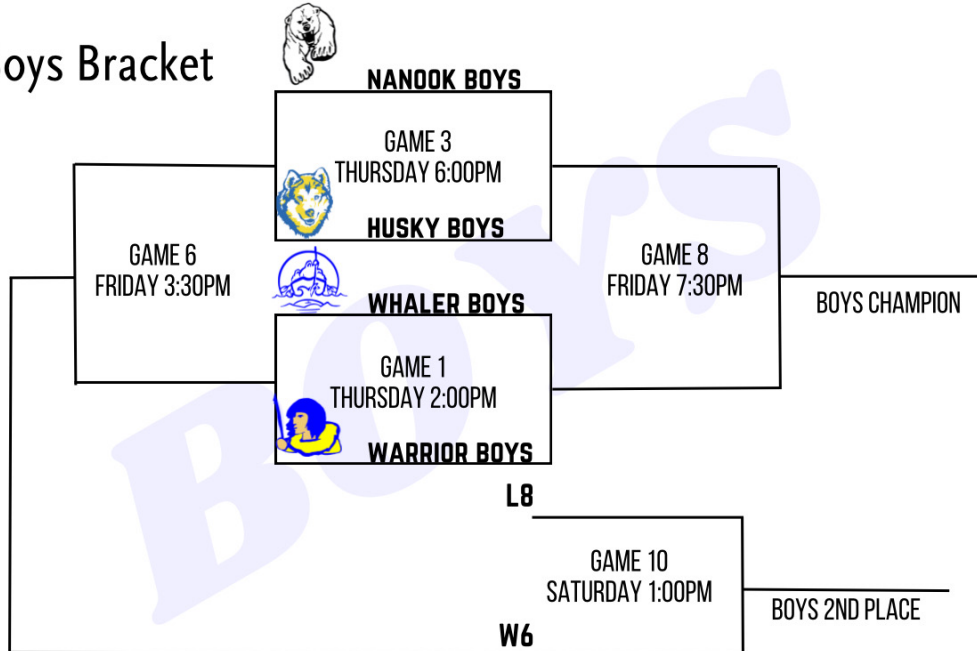 oys Bracket
NANOOK BOYS
GAME 3
THURSDAY 6:00PM
HUSKY BOYS
GAME 6
FRIDAY 3:30PM
GAME 8
FRIDAY 7:30PM
BOYS CHAMPION
WHALER BOYS
GAME 1
THURSDAY 2:00PM
WARRIOR BOYS
L8
GAME 10
SATURDAY 1:00PM
BOYS 2ND PLACE
W6
BOYS